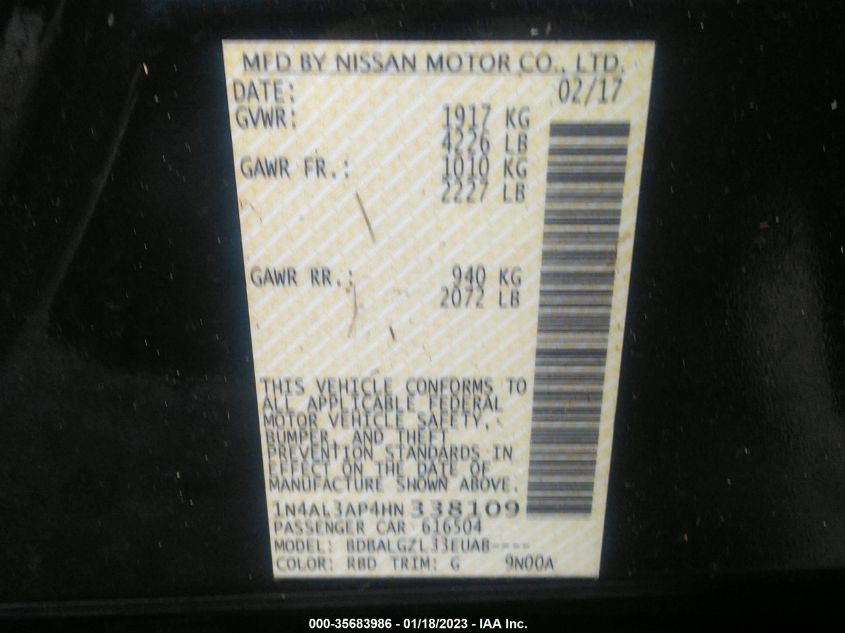 MFD BY NISSAN MOTOR CO., LTD.
DATE: 02/17
GVWR: 1917 KG
4226 LB
GAWR FR.: 1010 KG
2227 LB
GAWR RR.: 940 KG
2072 LB
THIS VEHICLE CONFORMS TO
ALL APPLICABLE FEDERAL
MOTOR VEHICLE SAFETY,
BUMPER, AND THEFT
PREVENTION STANDARDS IN
EFFECT ON THE DATE OF
MANUFACTURE SHOWN ABOVE.
1N4AL3AP4HN338109
PASSENGER CAR 616504
MODEL: BDBALGZL33EUAB----
COLOR: RBD TRIM: G 9N00A
000-35683986 - 01/18/2023 - IAA Inc.